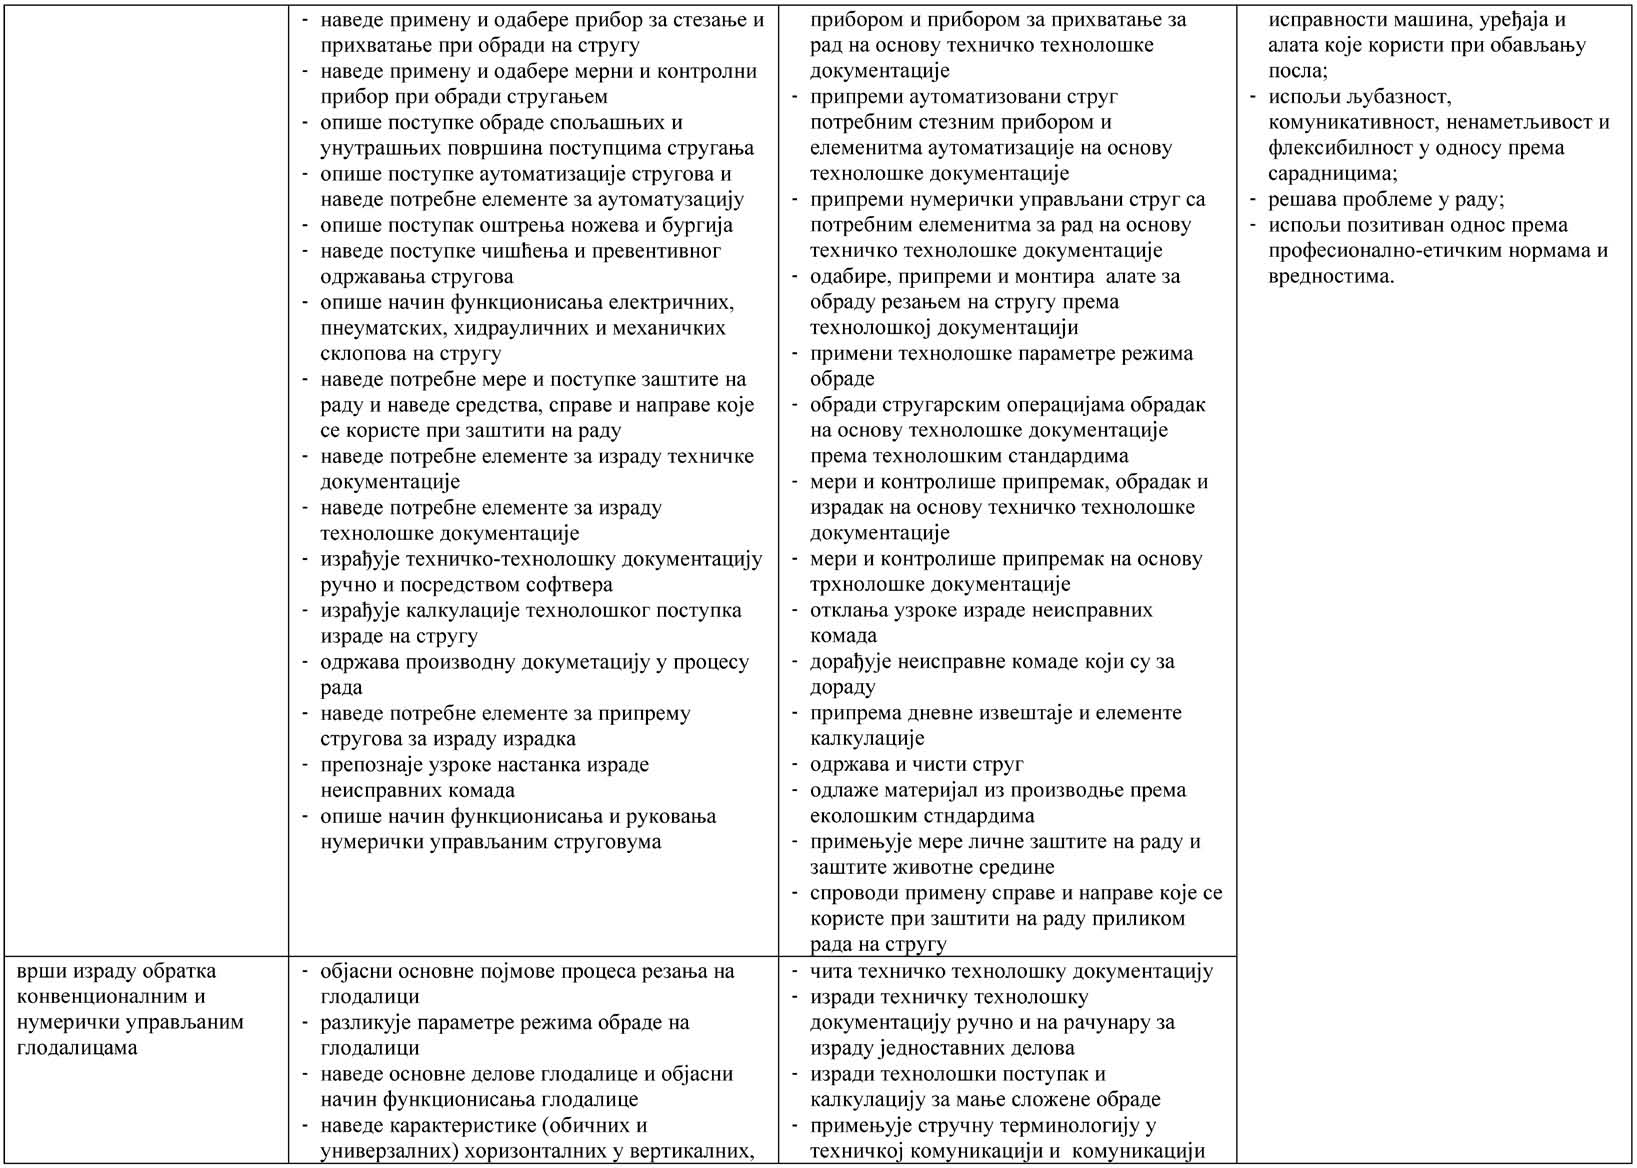 - наведе примену и одабере прибор за стезање и
прихватање при обради на стругу
- наведе примену и одабере мерни и контролни
прибор при обради стругањем
- опише поступке обраде спољашњих и
унутрашњих површина поступцима стругања
- опише поступке аутоматизације стругова и
наведе потребне елементе за аутоматузацију
- опише поступак оштрења ножева и бургија
- наведе поступке чишћења и превентивног
одржавања стругова
- опише начин функционисања електричних,
пнеуматских, хидрауличних и механичких
склопова на стругу
- наведе потребне мере и поступке заштите на
раду и наведе средства, справе и направе које
се користе при заштити на раду
- наведе потребне елементе за израду техничке
документације
- наведе потребне елементе за израду
технолошке документације
- израђује техничко-технолошку документацију
ручно и посредством софтвера
- израђује калкулације технолошког поступка
израде на стругу
- одржава производну докуметацију у процесу
рада
- наведе потребне елементе за припрему
стругова за израду израдка
- препознаје узроке настанка израде
неисправних комада
- опише начин функционисања и руковања
нумерички управљаним струговума
прибором и прибором за прихватање за
рад на основу техничко технолошке
документације
- припреми аутоматизовани струг
потребним стезним прибором и
елеменитма аутоматизације на основу
технолошке документације
- припреми нумерички управљани струг са
потребним елеменитма за рад на основу
техничко технолошке документације
- одабире, припреми и монтира алате за
обраду резањем на стругу према
технолошкој документацији
- примени технолошке параметре режима
обраде
- обради стругарским операцијама обрадак
на основу технолошке документације
према технолошким стандардима
- мери и контролише припремак, обрадак и
израдак на основу техничко технолошке
документације
- мери и контролише припремак на основу
трхнолошке документације
- отклања узроке израде неисправних
комада
- дорађује неисправне комаде који су за
дораду
- припрема дневне извештаје и елементе
калкулације
- одржава и чисти струг
- одлаже материјал из производње према
еколошким стндардима
- примењује мере личне заштите на раду и
заштите животне средине
- спроводи примену справе и направе које се
користе при заштити на раду приликом
рада на стругу
исправности машина, уређаја и
алата које користи при обављању
посла;
- испољи љубазност,
комуникативност, ненаметљивост и
флексибилност у односу према
сарадницима;
- решава проблеме у раду;
- испољи позитиван однос према
професионално-етичким нормама и
вредностима.
врши израду обратка
конвенционалним и
нумерички управљаним
глодалицама
- објасни основне појмове процеса резања на
глодалици
- разликује параметре режима обраде на
глодалици
- наведе основне делове глодалице и објасни
начин функционисања глодалице
- наведе карактеристике (обичних и
универзалних) хоризонталних у вертикалних,
- чита техничко технолошку документацију
- изради техничку технолошку
документацију ручно и на рачунару за
израду једноставних делова
- изради технолошки поступак и
калкулацију за мање сложене обраде
- примењује стручну терминологију у
техничкој комуникацији и комуникацији